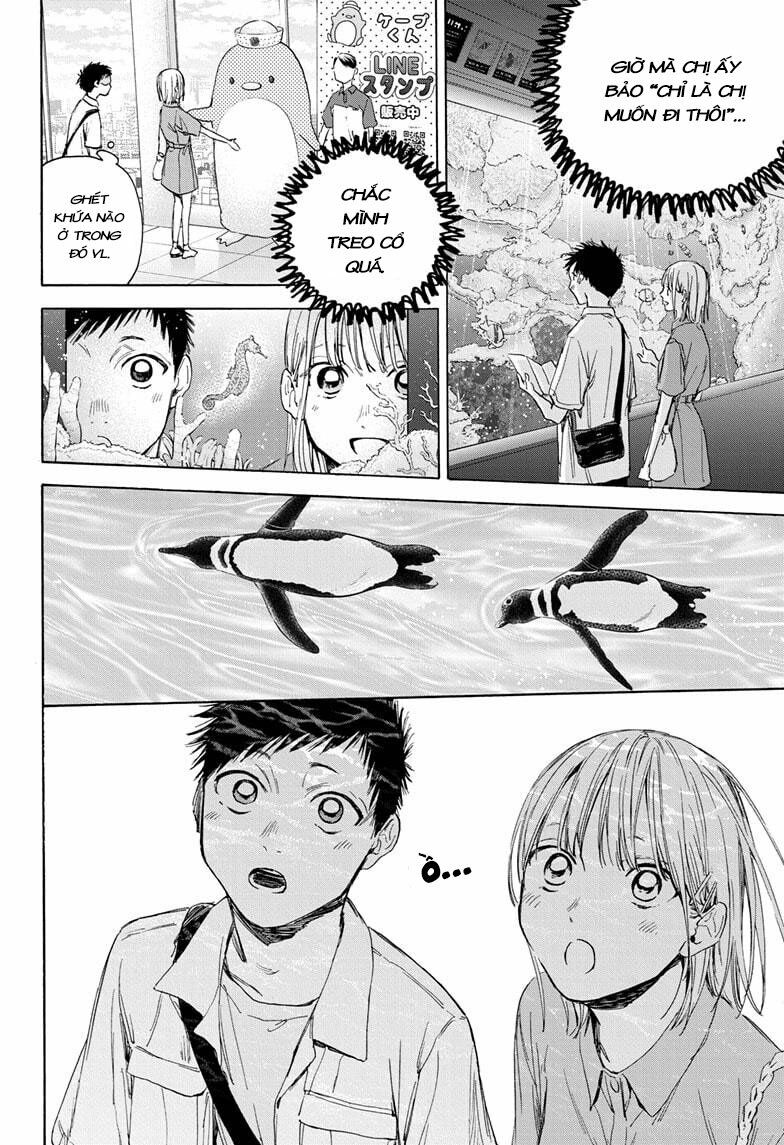 GIỜ MÀ CHỊ ẤY
BẢO “CHỈ LÀ CHỊ
MUỐN ĐI THÔI”...
CHẮC
MÌNH
TREO CỔ
QUÁ.
ケープ
くん
LINE
スタンプ
販売中
GHÉT
KHỨA NÀO
Ở TRONG
ĐÓ VL.
Ồ...